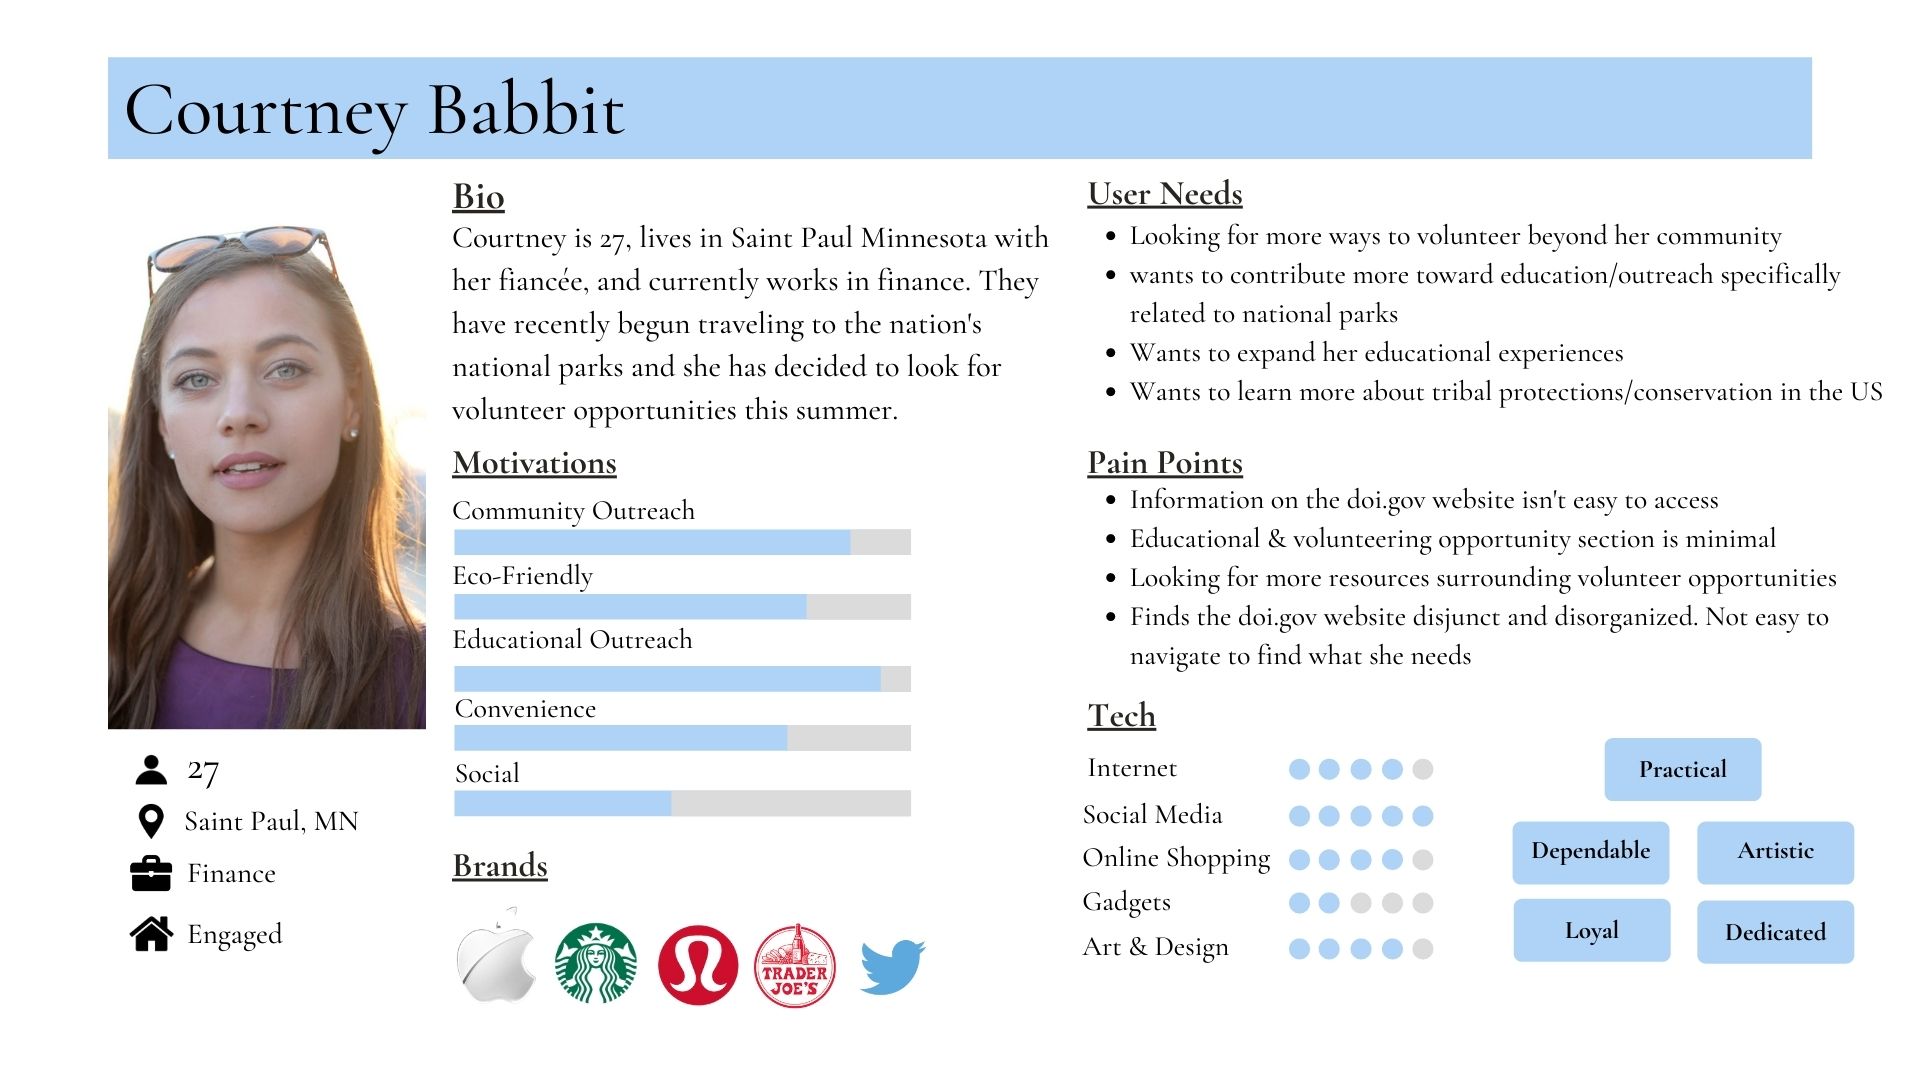 Courtney Babbit
27
Saint Paul, MN
Finance
Engaged
Bio
Courtney is 27, lives in Saint Paul Minnesota with
her fiancée, and currently works in finance. They
have recently begun traveling to the nation's
national parks and she has decided to look for
volunteer opportunities this summer.
Motivations
Community Outreach
Eco-Friendly
Educational Outreach
Convenience
Social
Brands
TRADER
JOE'S
User Needs
Looking for more ways to volunteer beyond her community
wants to contribute more toward education/outreach specifically
related to national parks
Wants to expand her educational experiences
Wants to learn more about tribal protections/conservation in the US
Pain Points
Information on the doi.gov website isn't easy to access
Educational & volunteering opportunity section is minimal
Looking for more resources surrounding volunteer opportunities
Finds the doi.gov website disjunct and disorganized. Not easy to
navigate to find what she needs
Tech
Internet
Social Media
Online Shopping
Gadgets
Art & Design
Practical
Dependable
Artistic
Loyal
Dedicated